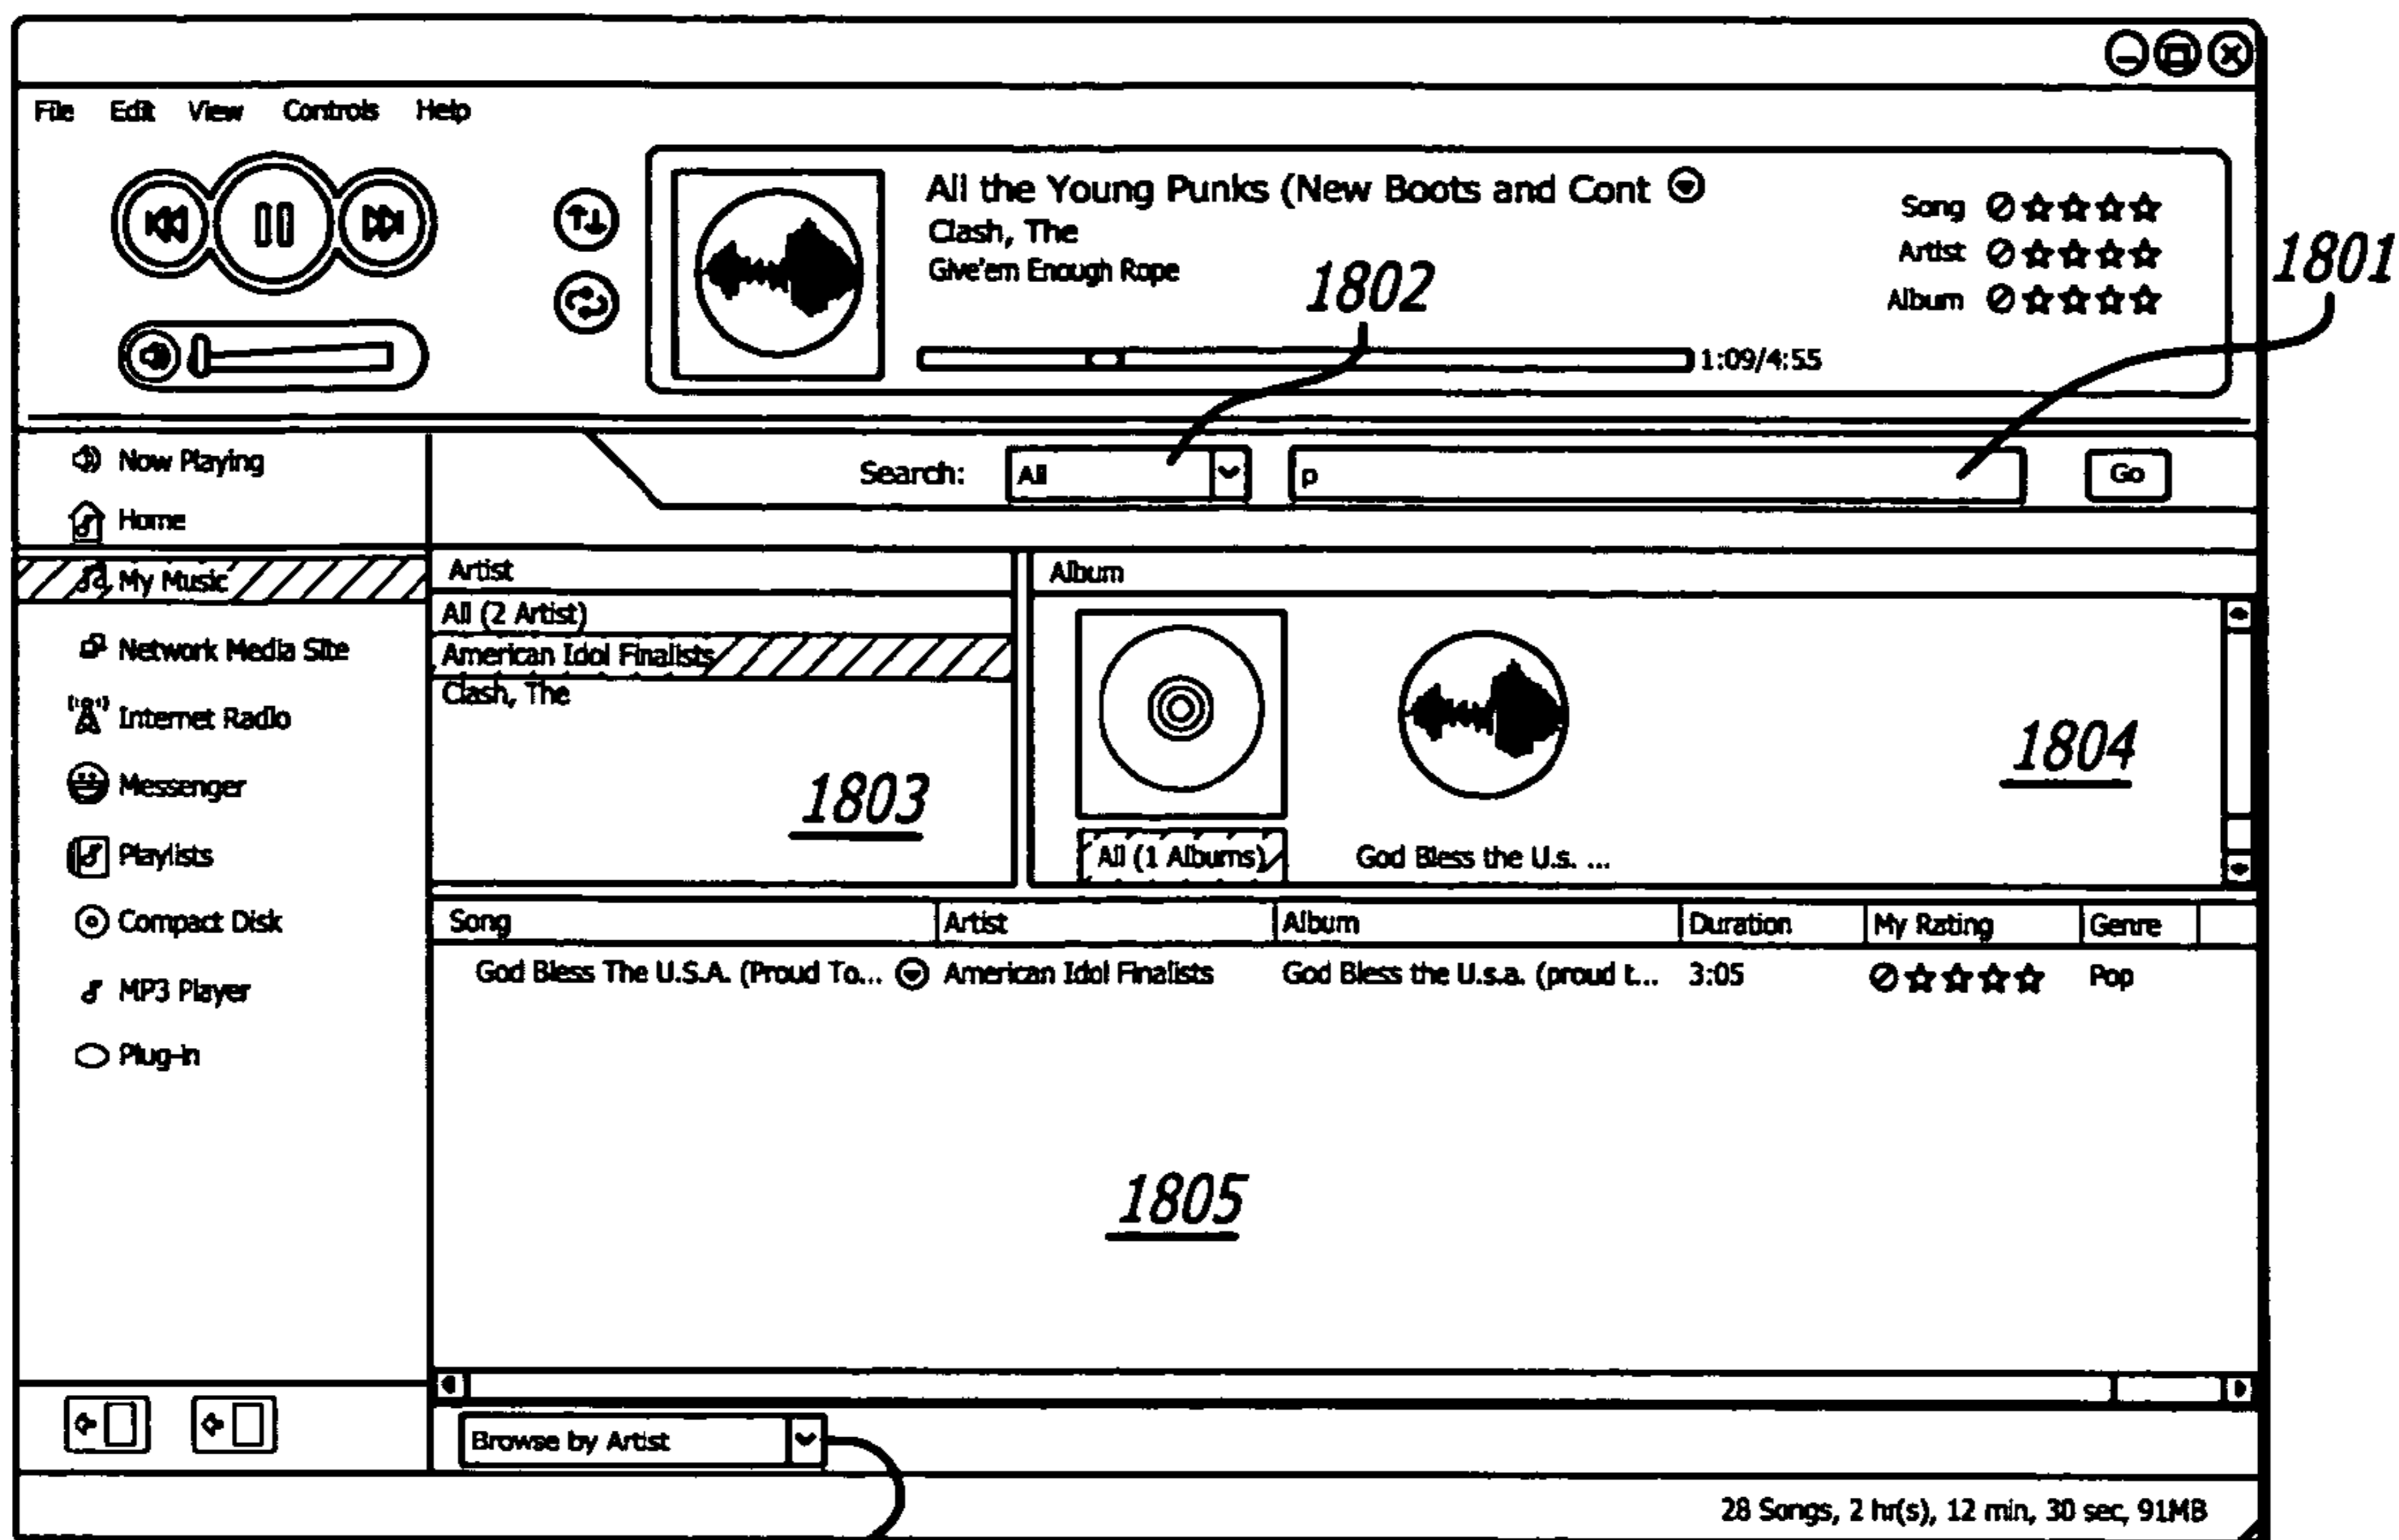 File Edit View Controls Help
All the Young Punks (New Boots and Cont
Clash, The
Give'em Enough Rope
Song
Artist
Album
1801
1802
1:09/4:55
Now Playing
Home
My Music
Network Media Site
Internet Radio
Messenger
Playlists
Compact Disk
MP3 Player
Plug-in
Search: All p Go
Artist
All (2 Artist)
American Idol Finalists
Clash, The
1803
Album
All (1 Albums)
God Bless the U.s. ...
1804
Song Artist Album Duration My Rating Genre
God Bless The U.S.A. (Proud To... American Idol Finalists God Bless the U.s.a. (proud t... 3:05 Pop
1805
Browse by Artist
28 Songs, 2 hr(s), 12 min, 30 sec, 91MB